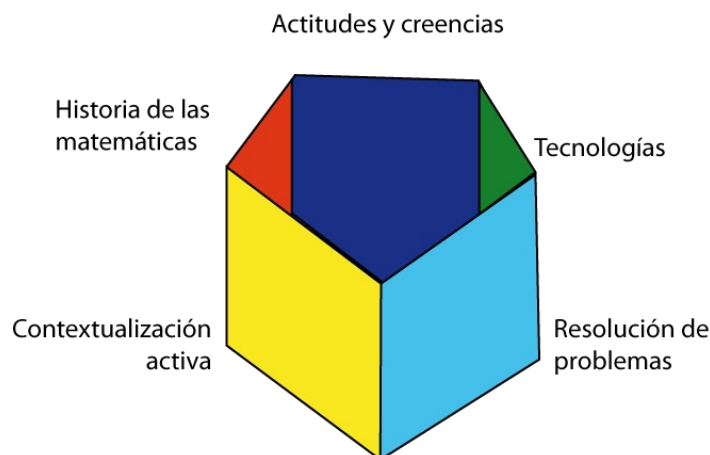 Actitudes y creencias
Historia de las
matemáticas
Tecnologías
Contextualización
activa
Resolución de
problemas